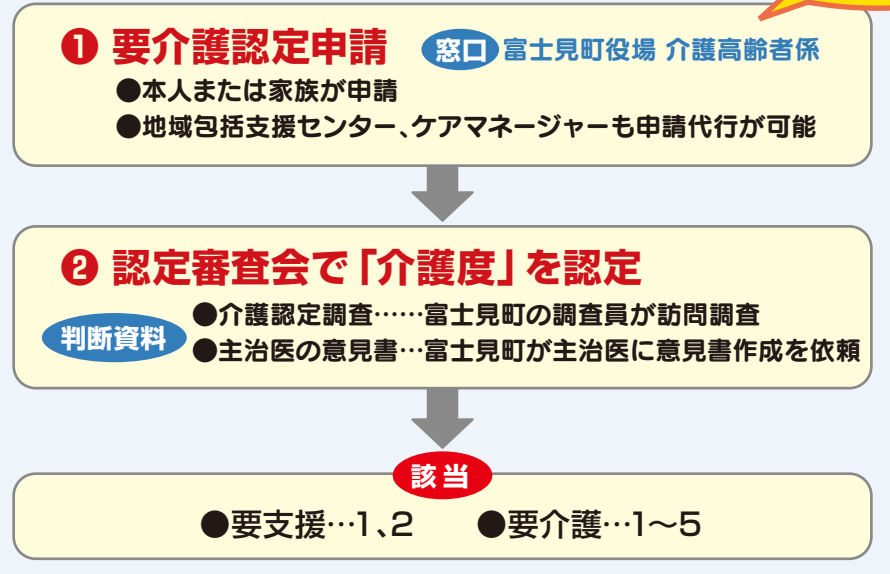 ❶ 要介護認定申請 窓口 富士見町役場 介護高齢者係
●本人または家族が申請
●地域包括支援センター、ケアマネージャーも申請代行が可能
❷ 認定審査会で「介護度」を認定
判断資料
●介護認定調査……富士見町の調査員が訪問調査
●主治医の意見書…富士見町が主治医に意見書作成を依頼
該当
●要支援…1、2 ●要介護…1〜5